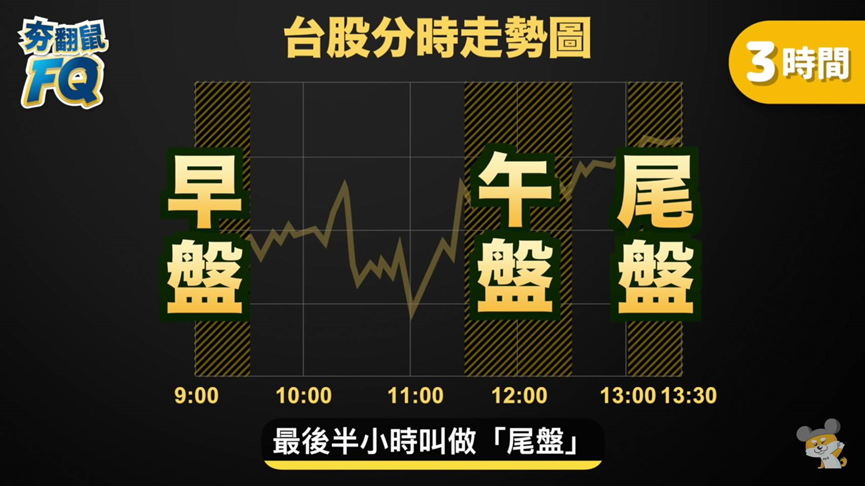 夯翻鼠
FQ
台股分時走勢圖
3時間
早盤
午盤
尾盤
9:00
10:00
11:00
12:00
13:00
13:30
最後半小時叫做「尾盤」